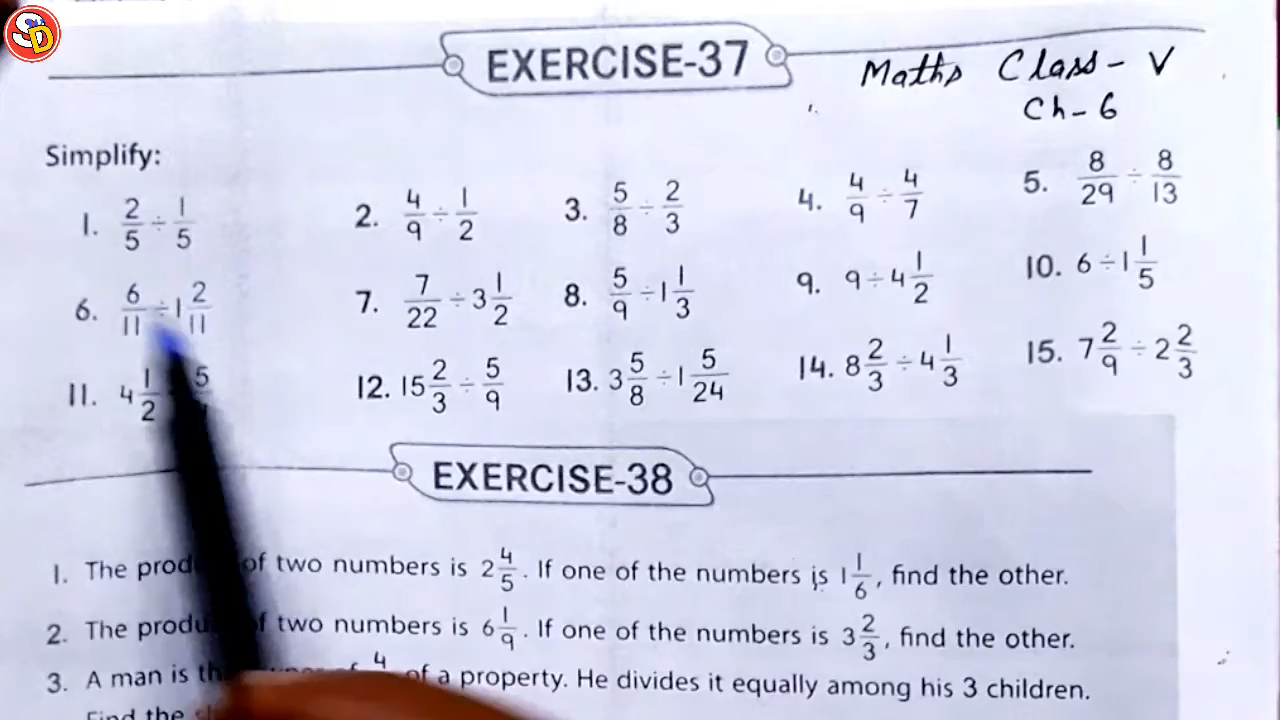 SD
EXERCISE-37
Maths Class - V
Ch - 6
Simplify:
1. 2/5 ÷ 1/5 2. 4/9 ÷ 1/2 3. 5/8 ÷ 2/3 4. 4/9 ÷ 4/7 5. 8/29 ÷ 8/13
6. 6/11 ÷ 1 2/11 7. 7/22 ÷ 3 1/2 8. 5/9 ÷ 1 1/3 9. 9 ÷ 4 1/2 10. 6 ÷ 1 1/5
11. 4 1/2 5 12. 15 2/3 ÷ 5/9 13. 3 5/8 ÷ 1 5/24 14. 8 2/3 ÷ 4 1/3 15. 7 2/9 ÷ 2 2/3
EXERCISE-38
1. The prod of two numbers is 2 4/5. If one of the numbers is 1 1/6, find the other.
2. The produ of two numbers is 6 1/9. If one of the numbers is 3 2/3, find the other.
3. A man is th of 4 of a property. He divides it equally among his 3 children.
Find the